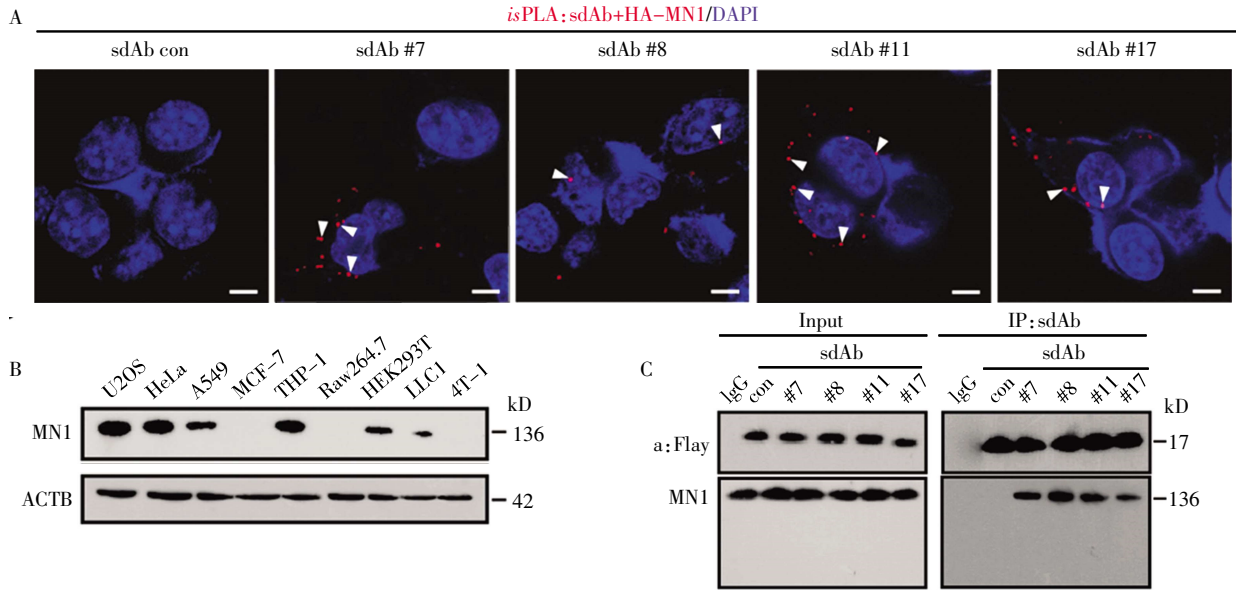 A
isPLA:sdAb+HA-MN1/DAPI
sdAb con
sdAb #7
sdAb #8
sdAb #11
sdAb #17
B
U2OS
HeLa
A549
MCF-7
THP-1
Raw264.7
HEK293T
LLC1
4T-1
kD
MN1
136
ACTB
42
C
Input
IP:sdAb
sdAb
sdAb
IgG
con
#7
#8
#11
#17
IgG
con
#7
#8
#11
#17
kD
a:Flay
17
MN1
136